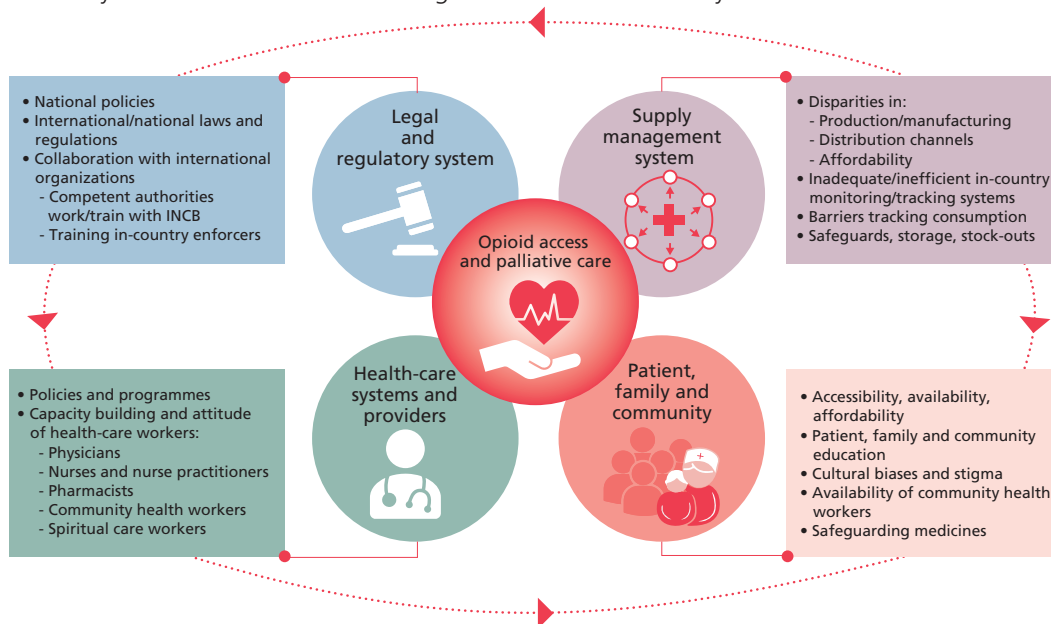 • National policies
• International/national laws and
regulations
• Collaboration with international
organizations
- Competent authorities
work/train with INCB
- Training in-country enforcers
Legal
and
regulatory system
Supply
management
system
• Disparities in:
- Production/manufacturing
- Distribution channels
- Affordability
• Inadequate/inefficient in-country
monitoring/tracking systems
• Barriers tracking consumption
• Safeguards, storage, stock-outs
Opioid access
and palliative care
• Policies and programmes
• Capacity building and attitude
of health-care workers:
- Physicians
- Nurses and nurse practitioners
- Pharmacists
- Community health workers
- Spiritual care workers
Health-care
systems and
providers
Patient,
family and
community
• Accessibility, availability,
affordability
• Patient, family and community
education
• Cultural biases and stigma
• Availability of community health
workers
• Safeguarding medicines